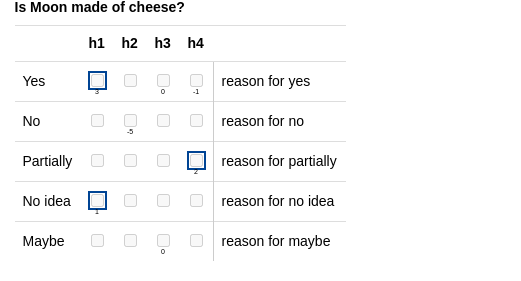 Is Moon made of cheese?
h1 h2 h3 h4
Yes 3 0 -1 reason for yes
No -5 reason for no
Partially 2 reason for partially
No idea 1 reason for no idea
Maybe 0 reason for maybe